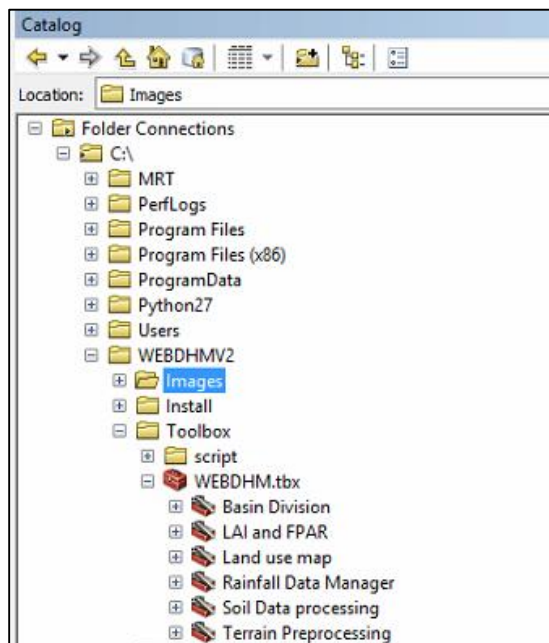 Catalog
Location: Images
Folder Connections
C:\
MRT
PerfLogs
Program Files
Program Files (x86)
ProgramData
Python27
Users
WEBDHMV2
Images
Install
Toolbox
script
WEBDHM.tbx
Basin Division
LAI and FPAR
Land use map
Rainfall Data Manager
Soil Data processing
Terrain Preprocessing